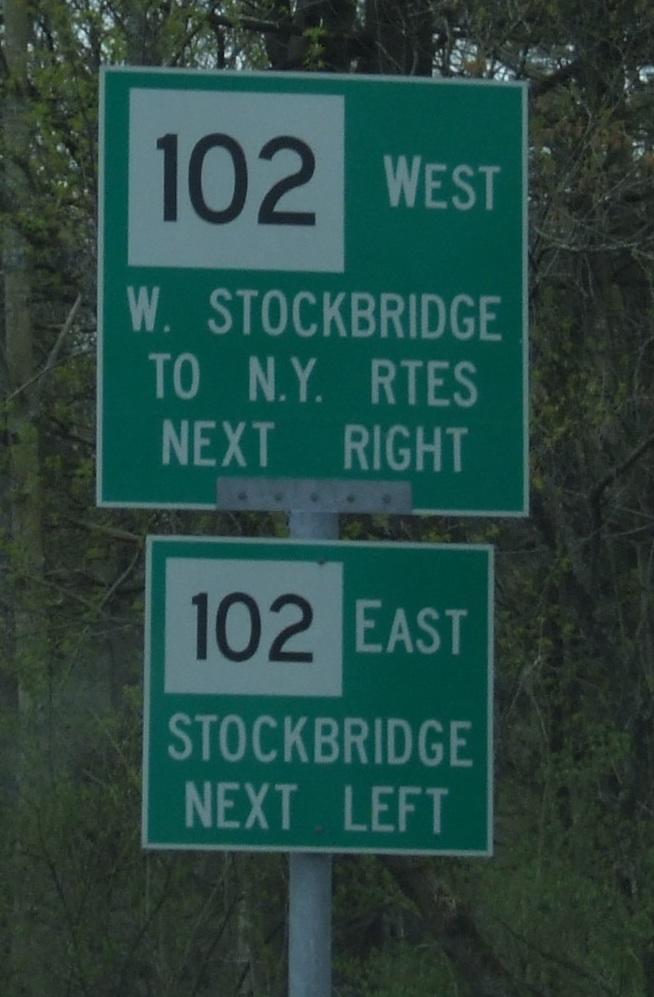 102 WEST
W. STOCKBRIDGE
TO N.Y. RTES
NEXT RIGHT
102 EAST
STOCKBRIDGE
NEXT LEFT